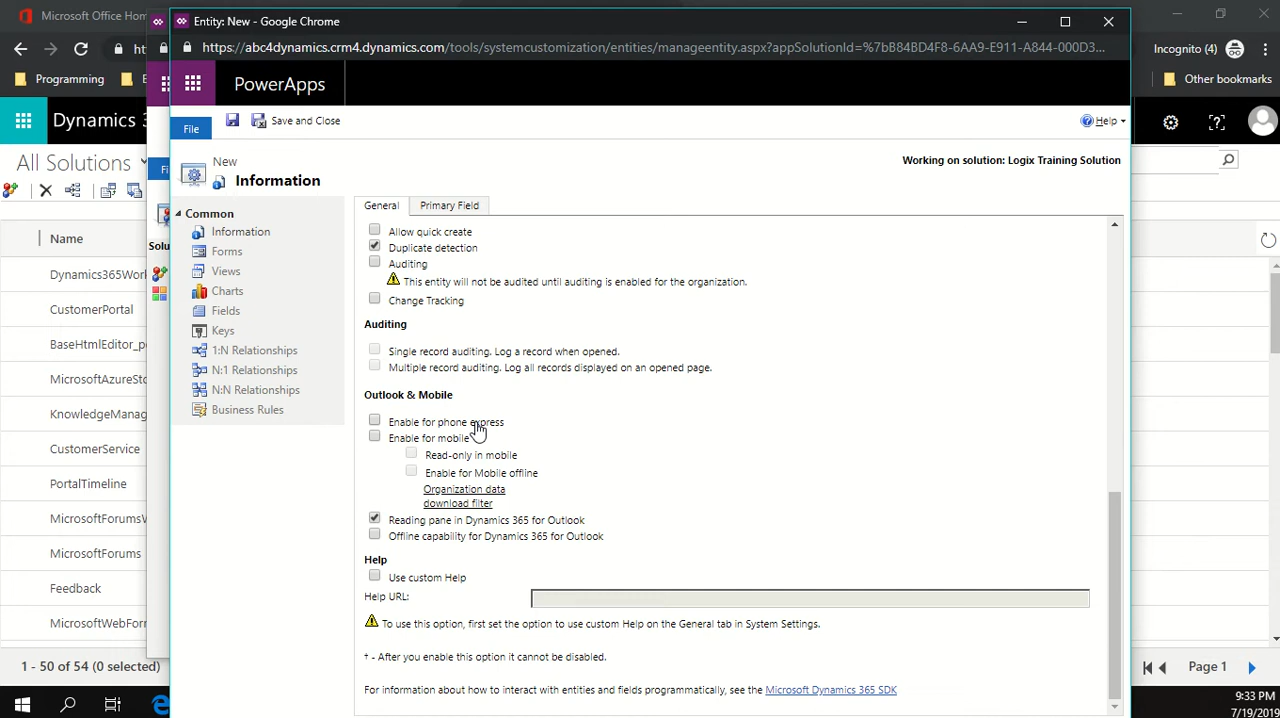 Microsoft Office Hom
Entity: New - Google Chrome
https://abc4dynamics.crm4.dynamics.com/tools/systemcustomization/entities/manageentity.aspx?appSolutionId=%7bB84BD4F8-6AA9-E911-A844-000D3...
Incognito (4)
Programming
Other bookmarks
PowerApps
Dynamics 3
File
Save and Close
Help
All Solutions
New
Information
Working on solution: Logix Training Solution
Common
Information
Forms
Views
Charts
Fields
Keys
1:N Relationships
N:1 Relationships
N:N Relationships
Business Rules
General
Primary Field
Allow quick create
Duplicate detection
Auditing
This entity will not be audited until auditing is enabled for the organization.
Change Tracking
Auditing
Single record auditing. Log a record when opened.
Multiple record auditing. Log all records displayed on an opened page.
Outlook & Mobile
Enable for phone express
Enable for mobile
Read-only in mobile
Enable for Mobile offline
Organization data
download filter
Reading pane in Dynamics 365 for Outlook
Offline capability for Dynamics 365 for Outlook
Help
Use custom Help
Help URL:
To use this option, first set the option to use custom Help on the General tab in System Settings.
† - After you enable this option it cannot be disabled.
For information about how to interact with entities and fields programmatically, see the Microsoft Dynamics 365 SDK
Name
Solu
Dynamics365Work
CustomerPortal
BaseHtmlEditor_p
MicrosoftAzureSto
KnowledgeManag
CustomerService
PortalTimeline
MicrosoftForumsW
MicrosoftForums
Feedback
MicrosoftWebForm
1 - 50 of 54 (0 selected)
Page 1
9:33 PM
7/19/2019